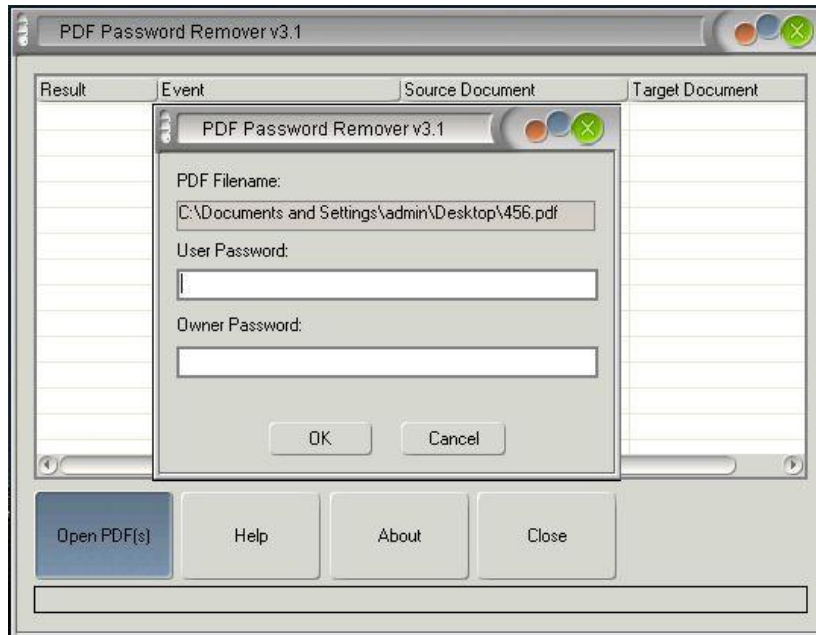 PDF Password Remover v3.1
Result Event Source Document Target Document
PDF Password Remover v3.1
PDF Filename:
C:\Documents and Settings\admin\Desktop\456.pdf
User Password:
Owner Password:
OK Cancel
Open PDF(s) Help About Close